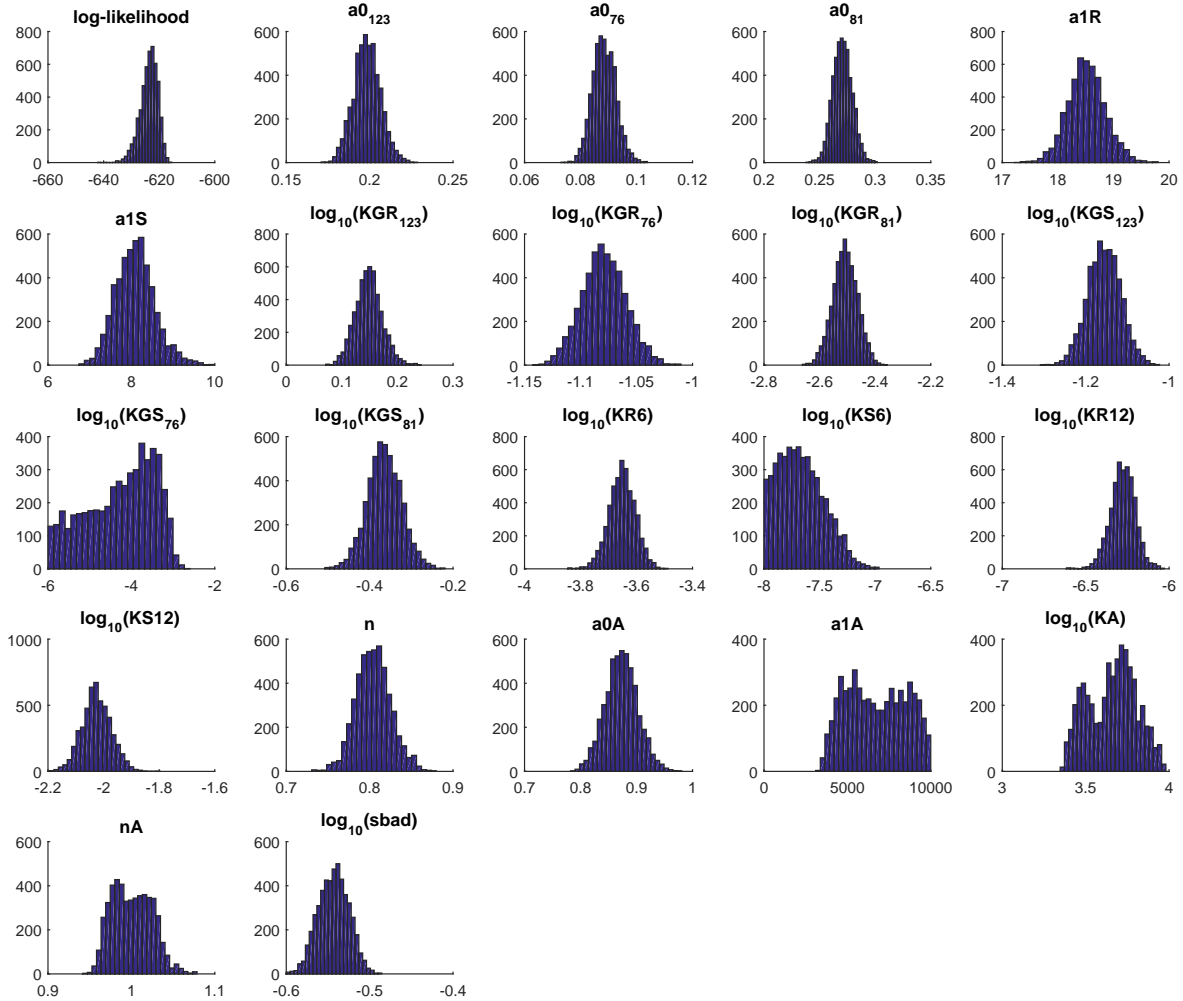 log-likelihood
800
600
400
200
0
-660 -640 -620 -600
a0123
600
400
200
0
0.15 0.2 0.25
a076
600
400
200
0
0.06 0.08 0.1 0.12
a081
600
400
200
0
0.2 0.25 0.3 0.35
a1R
800
600
400
200
0
17 18 19 20
a1S
600
400
200
0
6 8 10
log10(KGR123)
800
600
400
200
0
0 0.1 0.2 0.3
log10(KGR76)
600
400
200
0
-1.15 -1.1 -1.05 -1
log10(KGR81)
600
400
200
0
-2.8 -2.6 -2.4 -2.2
log10(KGS123)
600
400
200
0
-1.4 -1.2 -1
log10(KGS76)
400
300
200
100
0
-6 -4 -2
log10(KGS81)
600
400
200
0
-0.6 -0.4 -0.2
log10(KR6)
800
600
400
200
0
-4 -3.8 -3.6 -3.4
log10(KS6)
400
300
200
100
0
-8 -7.5 -7 -6.5
log10(KR12)
800
600
400
200
0
-7 -6.5 -6
log10(KS12)
1000
500
0
-2.2 -2 -1.8 -1.6
n
600
400
200
0
0.7 0.8 0.9
a0A
600
400
200
0
0.7 0.8 0.9 1
a1A
400
200
0
0 5000 10000
log10(KA)
400
200
0
3 3.5 4
nA
600
400
200
0
0.9 1 1.1
log10(sbad)
600
400
200
0
-0.6 -0.5 -0.4